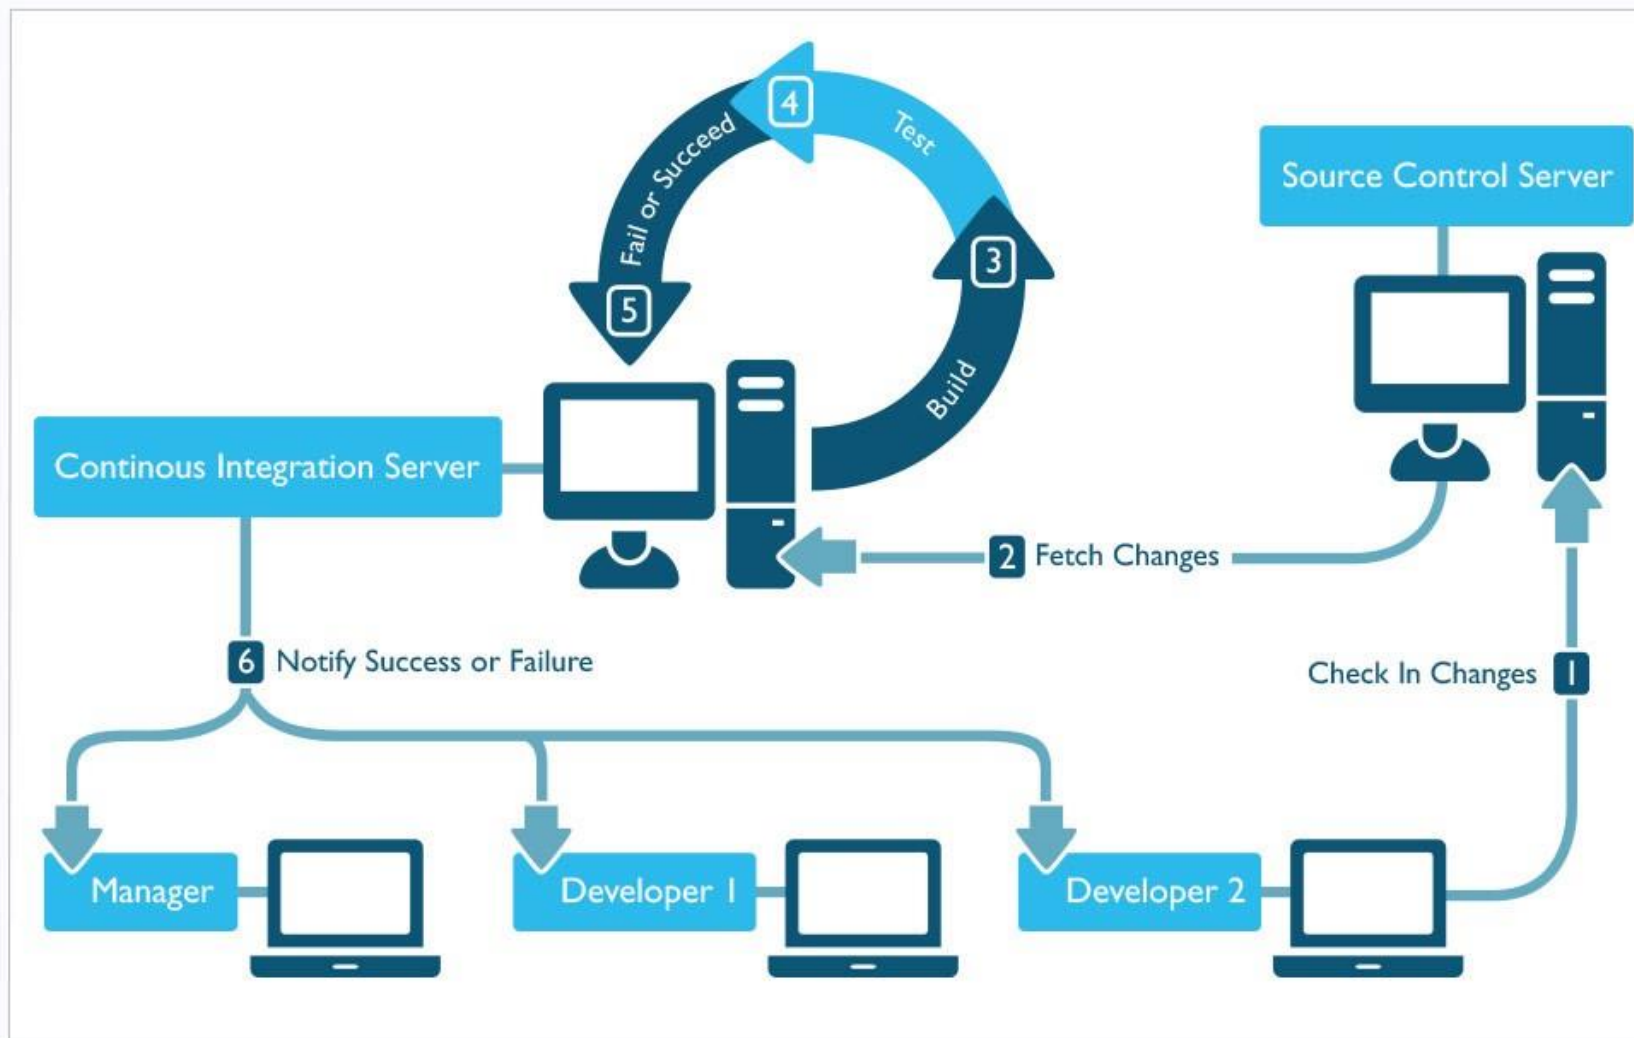 4
Test
Fail or Succeed
3
5
Build
Source Control Server
Continous Integration Server
2 Fetch Changes
6 Notify Success or Failure
Check In Changes 1
Manager
Developer 1
Developer 2